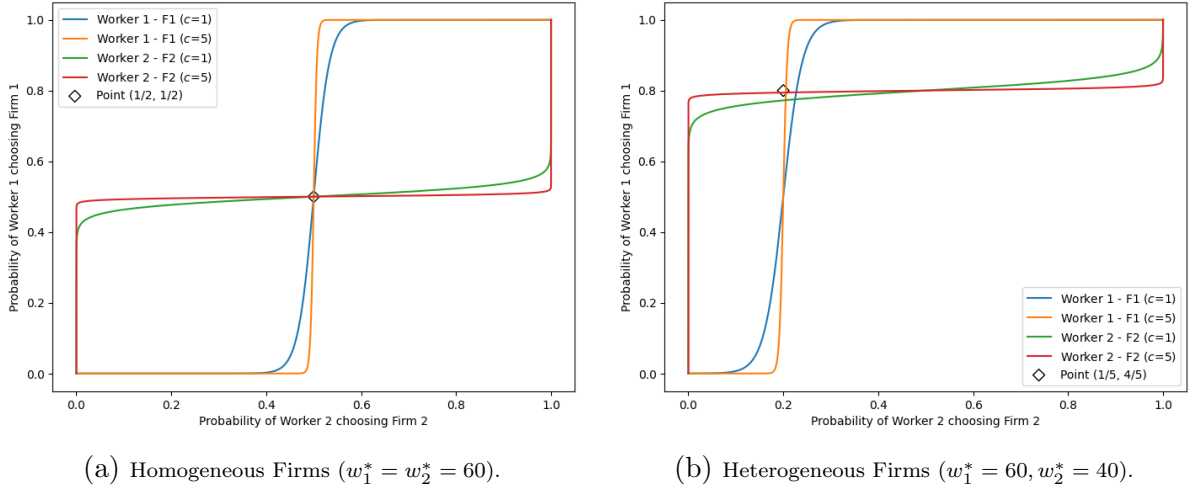 Worker 1 - F1 (c=1)
Worker 1 - F1 (c=5)
Worker 2 - F2 (c=1)
Worker 2 - F2 (c=5)
Point (1/2, 1/2)
Probability of Worker 1 choosing Firm 1
1.0
0.8
0.6
0.4
0.2
0.0
0.0 0.2 0.4 0.6 0.8 1.0
Probability of Worker 2 choosing Firm 2
(a) Homogeneous Firms (w₁* = w₂* = 60).
Probability of Worker 1 choosing Firm 1
1.0
0.8
0.6
0.4
0.2
0.0
Worker 1 - F1 (c=1)
Worker 1 - F1 (c=5)
Worker 2 - F2 (c=1)
Worker 2 - F2 (c=5)
Point (1/5, 4/5)
0.0 0.2 0.4 0.6 0.8 1.0
Probability of Worker 2 choosing Firm 2
(b) Heterogeneous Firms (w₁* = 60, w₂* = 40).